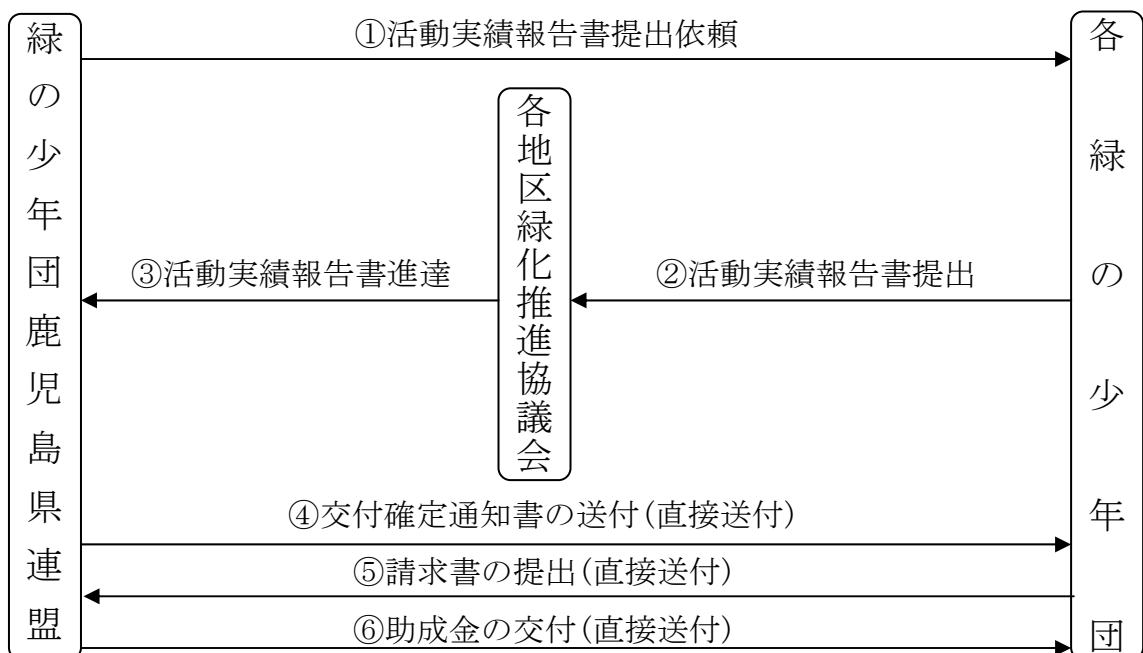 緑の少年団鹿児島県連盟
①活動実績報告書提出依頼
各緑の少年団
各地区緑化推進協議会
③活動実績報告書進達
②活動実績報告書提出
④交付確定通知書の送付(直接送付)
⑤請求書の提出(直接送付)
⑥助成金の交付(直接送付)